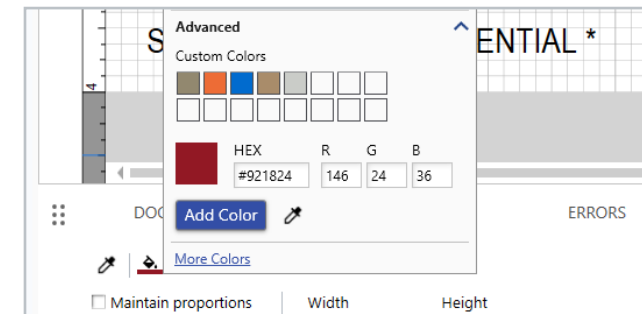 Advanced
S ENTIAL *
Custom Colors
4
HEX R G B
#921824 146 24 36
DOC ERRORS
Add Color
More Colors
Maintain proportions Width Height